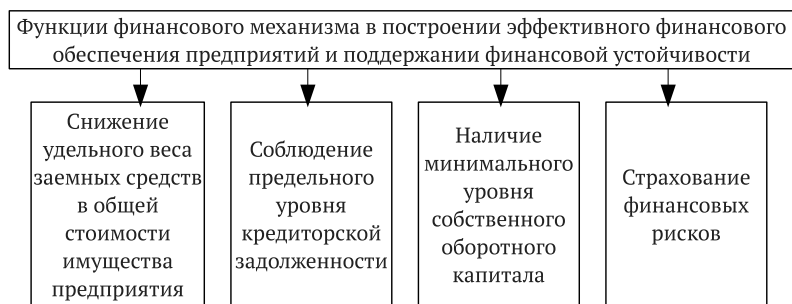 Функции финансового механизма в построении эффективного финансового
обеспечения предприятий и поддержании финансовой устойчивости
Снижение
удельного веса
заемных средств
в общей
стоимости
имущества
предприятия
Соблюдение
предельного
уровня
кредиторской
задолженности
Наличие
минимального
уровня
собственного
оборотного
капитала
Страхование
финансовых
рисков